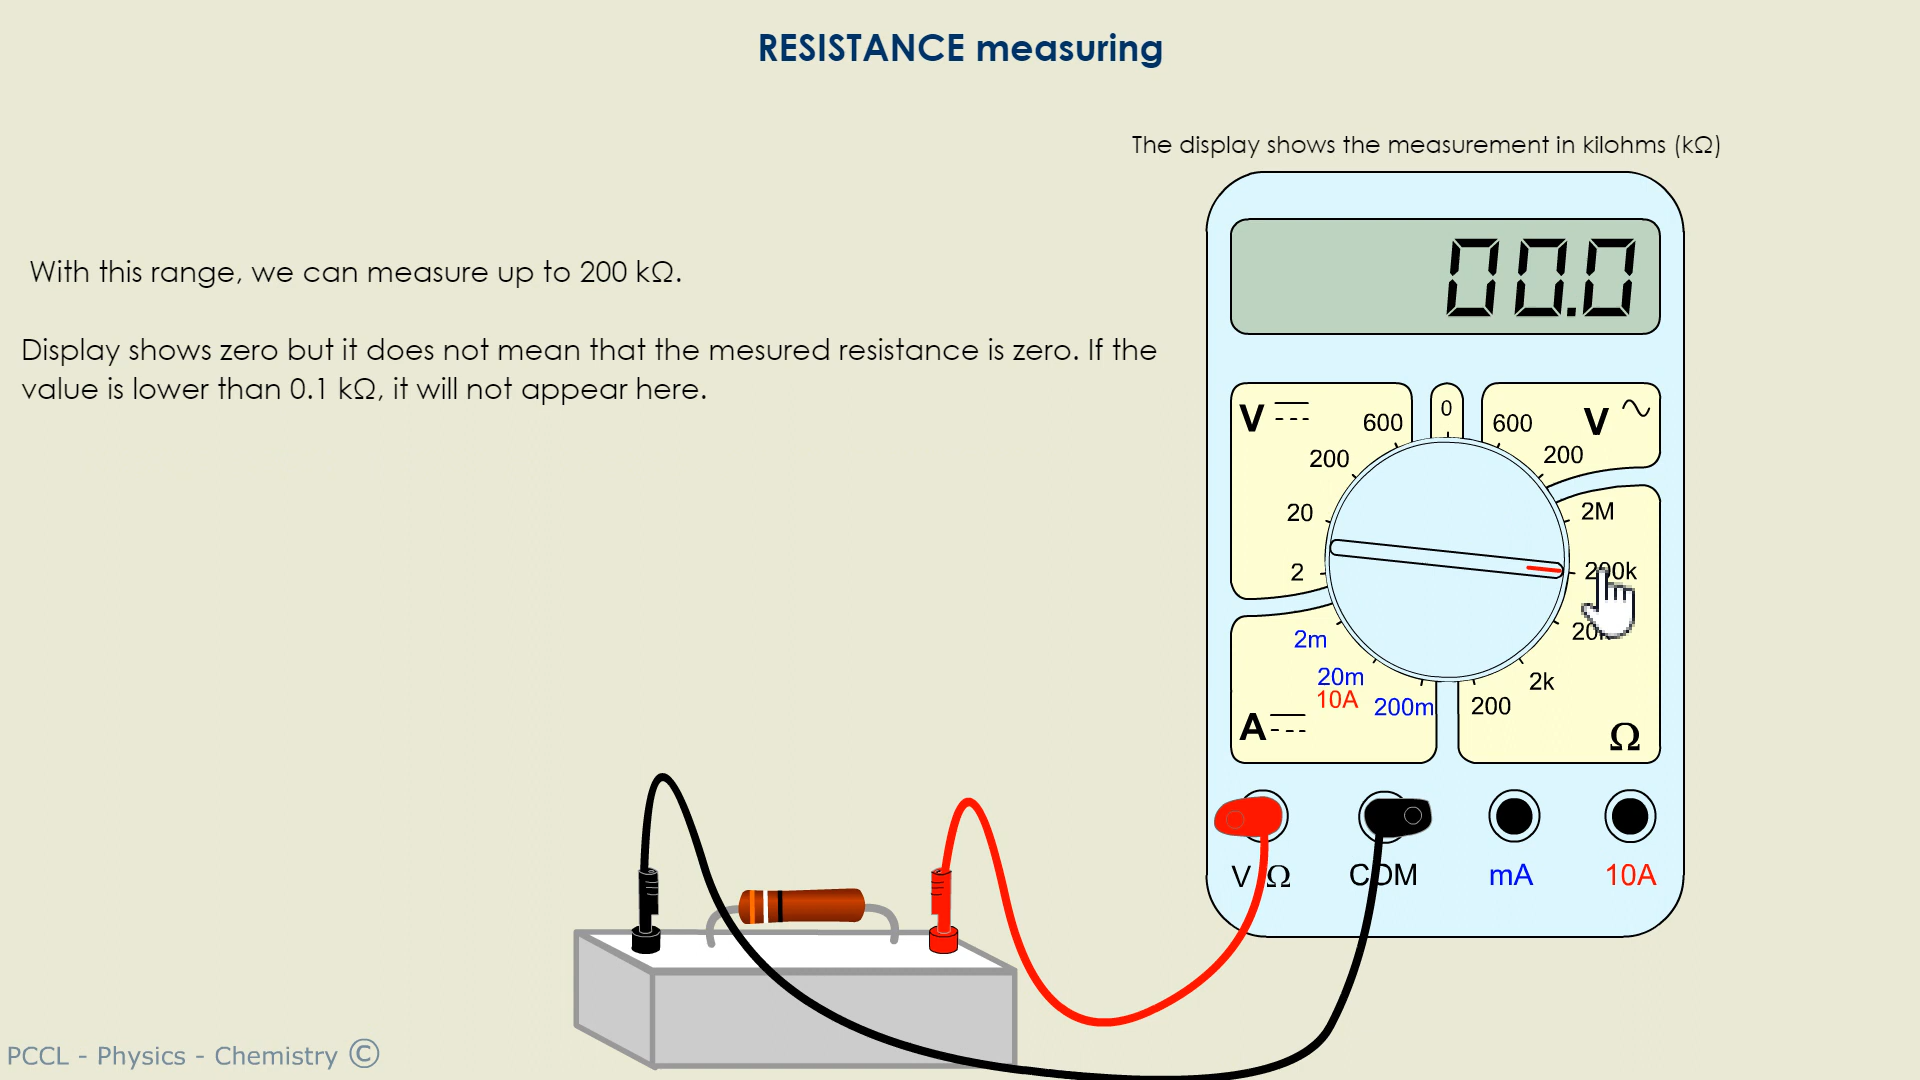 RESISTANCE measuring
The display shows the measurement in kilohms (kΩ)
00.0
With this range, we can measure up to 200 kΩ.
Display shows zero but it does not mean that the mesured resistance is zero. If the
value is lower than 0.1 kΩ, it will not appear here.
V 600 0 600 V
200 200
20 2M
2 200k
2m
20m 2k
10A 200m 200
A Ω
V Ω COM mA 10A
PCCL - Physics - Chemistry ©